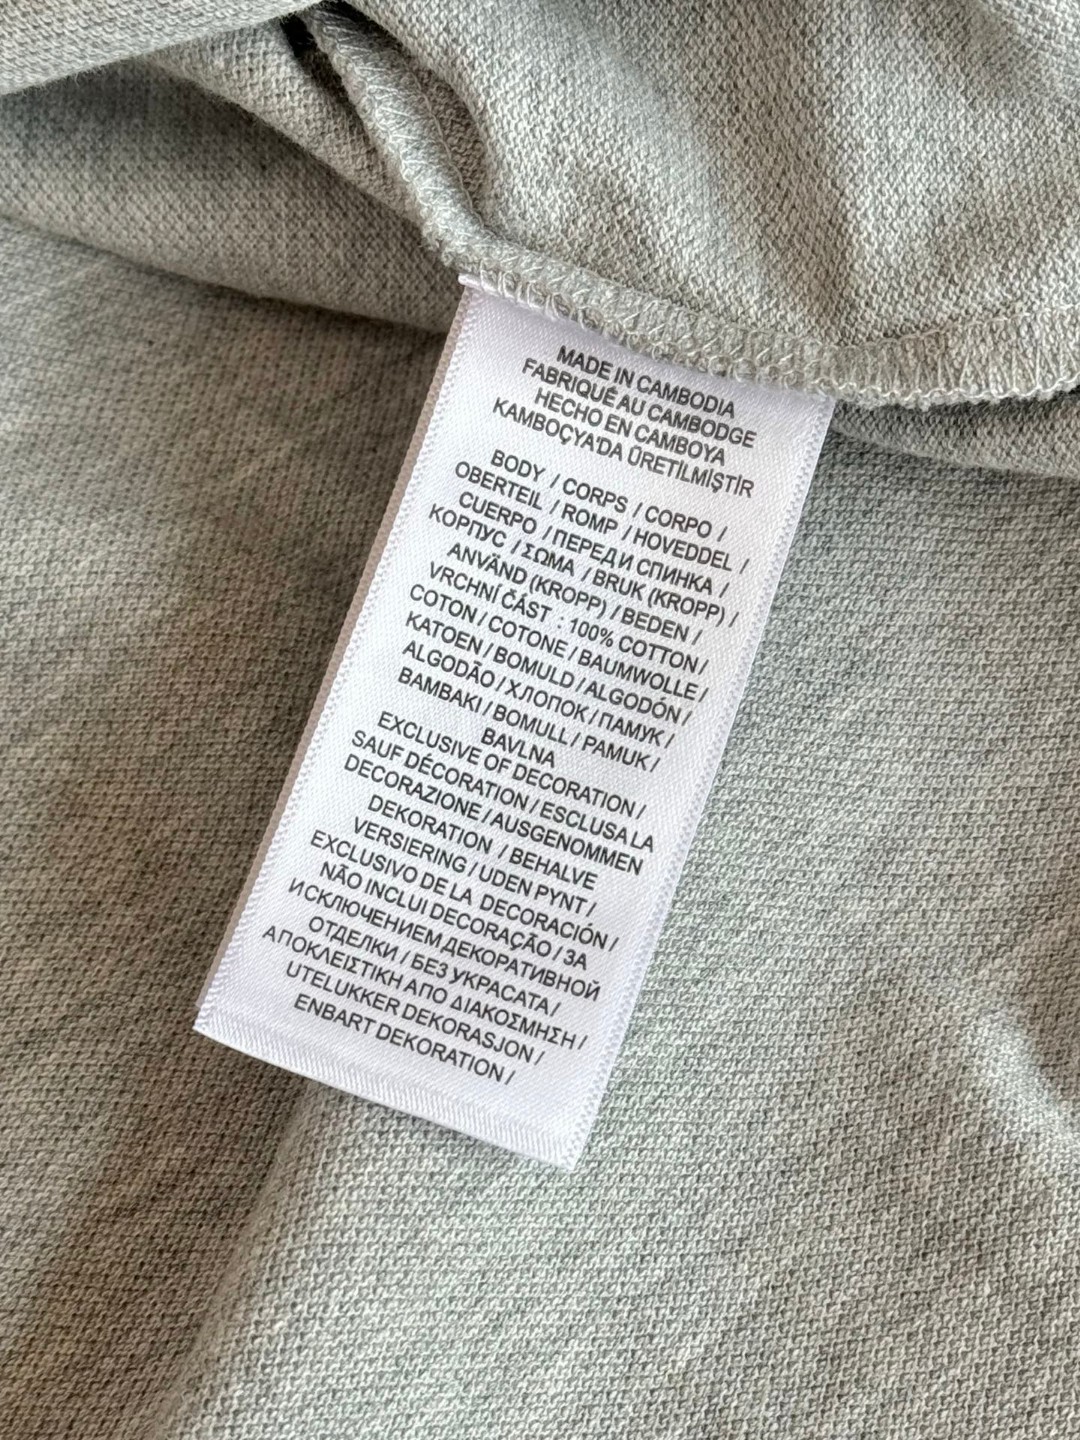 MADE IN CAMBODIA
FABRIQUÉ AU CAMBODGE
HECHO EN CAMBOYA
KAMBOÇYA'DA ÜRETİLMİŞTİR
BODY / CORPS / CORPO /
OBERTEIL / ROMP / HOVEDDEL /
CUERPO / ПЕРЕД И СПИНКА /
КОРПУС / ΣΩΜΑ / BRUK (KROPP) /
ANVÄND (KROPP) / BEDEN /
VRCHNÍ ČÁST : 100% COTTON /
COTON / COTONE / BAUMWOLLE /
KATOEN / BOMULD / ALGODÓN /
ALGODÃO / ХЛОПОК / ПАМУК /
BAMBAKI / BOMULL / PAMUK /
BAVLNA
EXCLUSIVE OF DECORATION /
SAUF DÉCORATION / ESCLUSA LA
DECORAZIONE / AUSGENOMMEN
DEKORATION / BEHALVE
VERSIERING / UDEN PYNT /
EXCLUSIVO DE LA DECORACIÓN /
NÃO INCLUI DECORAÇÃO / ЗА
ИСКЛЮЧЕНИЕМ ДЕКОРАТИВНОЙ
ОТДЕЛКИ / БЕЗ УКРАСАТА /
ΑΠΟΚΛΕΙΣΤΙΚΗ ΑΠΟ ΔΙΑΚΟΣΜΗΣΗ /
UTELUKKER DEKORASJON /
ENBART DEKORATION /